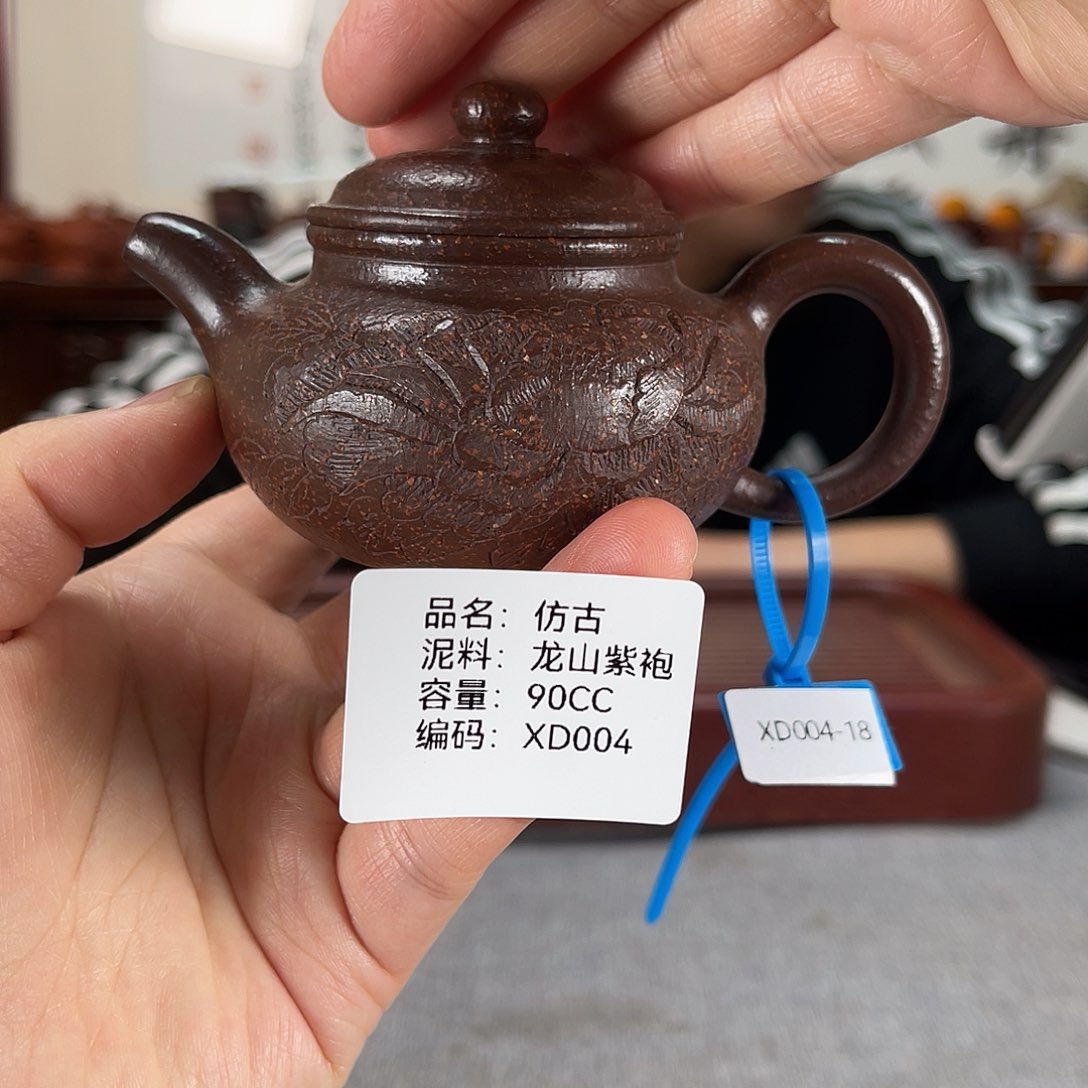 品名：仿古
泥料：龙山紫袍
容量：90CC
编码：XD004
XD004-18